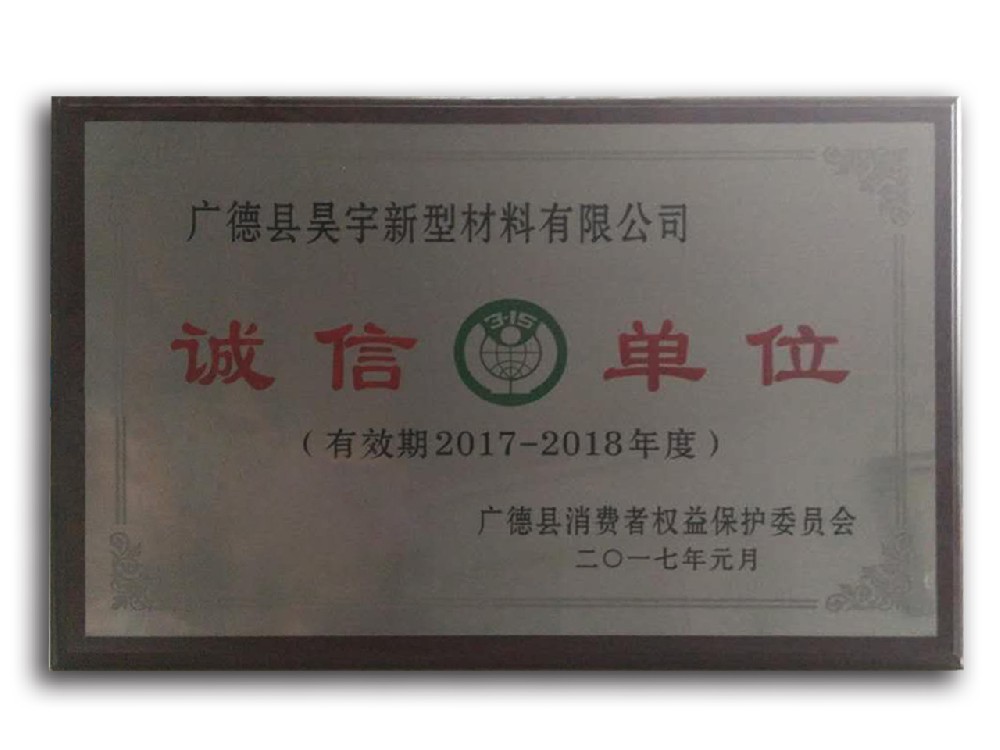 广德县昊宇新型材料有限公司
诚信 3·15 单位
（有效期2017-2018年度）
广德县消费者权益保护委员会
二〇一七年元月